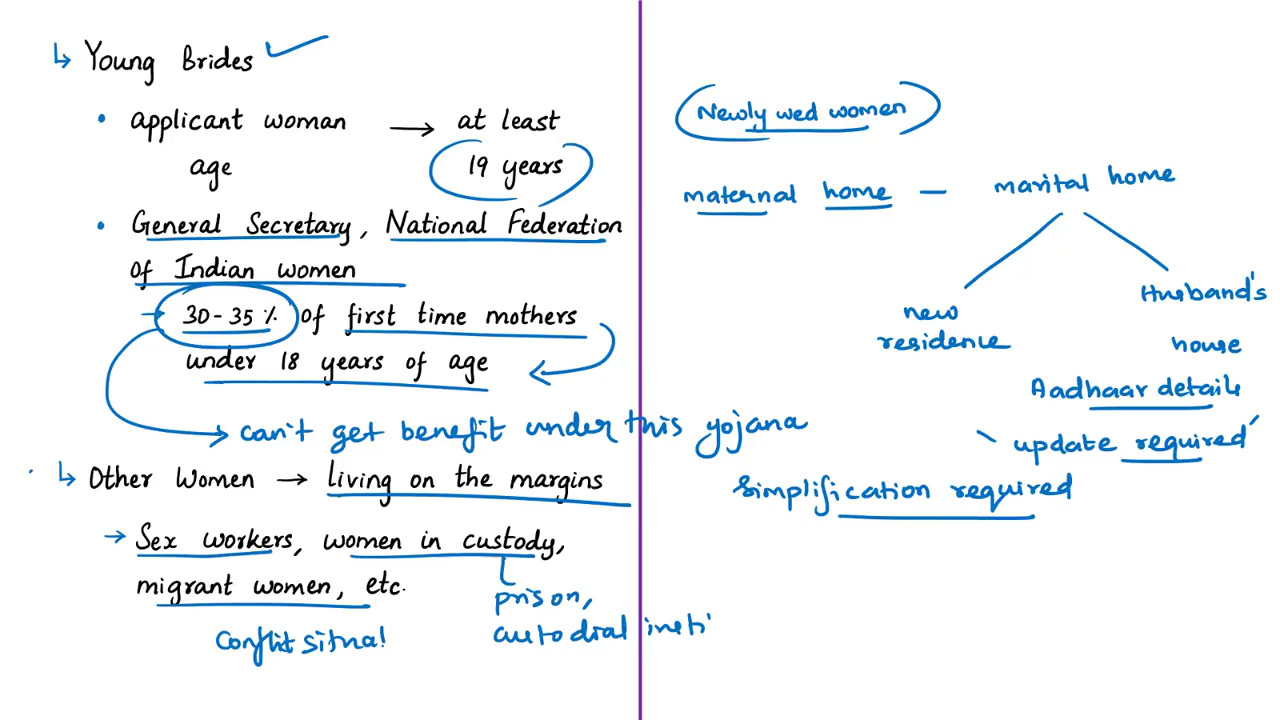 ↳ Young Brides
• applicant woman → at least
age 19 years
• General Secretary, National Federation
of Indian women
→ 30-35 % of first time mothers
under 18 years of age
→ can't get benefit under this yojana
↳ Other Women → living on the margins
→ Sex workers, women in custody,
migrant women, etc.
prison,
Newly wed women
maternal home — marital home
new
residence
Husband's
house
Aadhaar details
update required
Simplification required